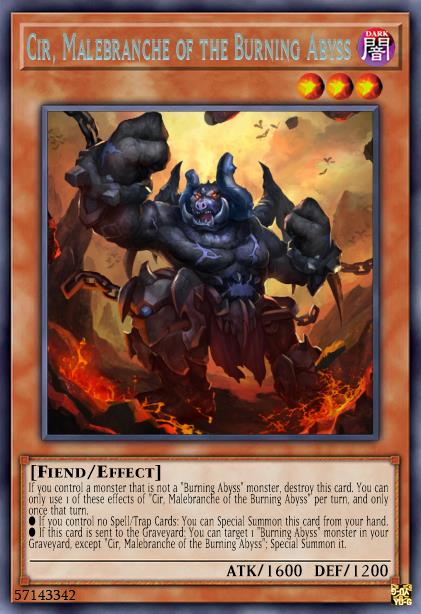 Cir, Malebranche of the Burning Abyss
DARK
闇
[Fiend/Effect]
If you control a monster that is not a "Burning Abyss" monster, destroy this card. You can
only use 1 of these effects of "Cir, Malebranche of the Burning Abyss" per turn, and only
once that turn.
● If you control no Spell/Trap Cards: You can Special Summon this card from your hand.
● If this card is sent to the Graveyard: You can target 1 "Burning Abyss" monster in your
Graveyard, except "Cir, Malebranche of the Burning Abyss"; Special Summon it.
ATK/1600 DEF/1200
57143342